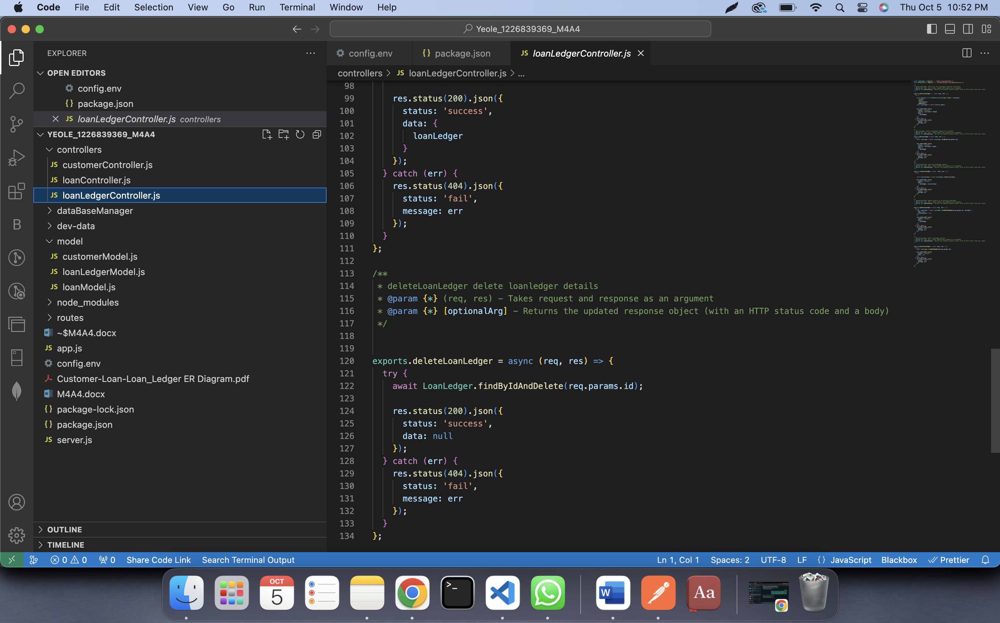 Code File Edit Selection View Go Run Terminal Window Help Thu Oct 5 10:52 PM
Yeole_1226839369_M4A4
EXPLORER
OPEN EDITORS
config.env
package.json
loanLedgerController.js controllers
YEOLE_1226839369_M4A4
controllers
JS customerController.js
JS loanController.js
JS loanLedgerController.js
dataBaseManager
dev-data
model
JS customerModel.js
JS loanLedgerModel.js
JS loanModel.js
node_modules
routes
~$M4A4.docx
JS app.js
config.env
Customer-Loan-Loan_Ledger ER Diagram.pdf
M4A4.docx
{} package-lock.json
{} package.json
JS server.js
OUTLINE
TIMELINE
config.env {} package.json JS loanLedgerController.js
controllers > JS loanLedgerController.js > ...
98
99 res.status(200).json({
100 status: 'success',
101 data: {
102 loanLedger
103 }
104 });
105 } catch (err) {
106 res.status(404).json({
107 status: 'fail',
108 message: err
109 });
110 }
111 };
112
113 /**
114 * deleteLoanLedger delete loanledger details
115 * @param {*} (req, res) – Takes request and response as an argument
116 * @param {*} [optionalArg] – Returns the updated response object (with an HTTP status code and a body)
117 */
118
119
120 exports.deleteLoanLedger = async (req, res) => {
121 try {
122 await LoanLedger.findByIdAndDelete(req.params.id);
123
124 res.status(200).json({
125 status: 'success',
126 data: null
127 });
128 } catch (err) {
129 res.status(404).json({
130 status: 'fail',
131 message: err
132 });
133 }
134 };
0 0 0 Share Code Link Search Terminal Output Ln 1, Col 1 Spaces: 2 UTF-8 LF {} JavaScript Blackbox Prettier
OCT
5
>_
W
Aa